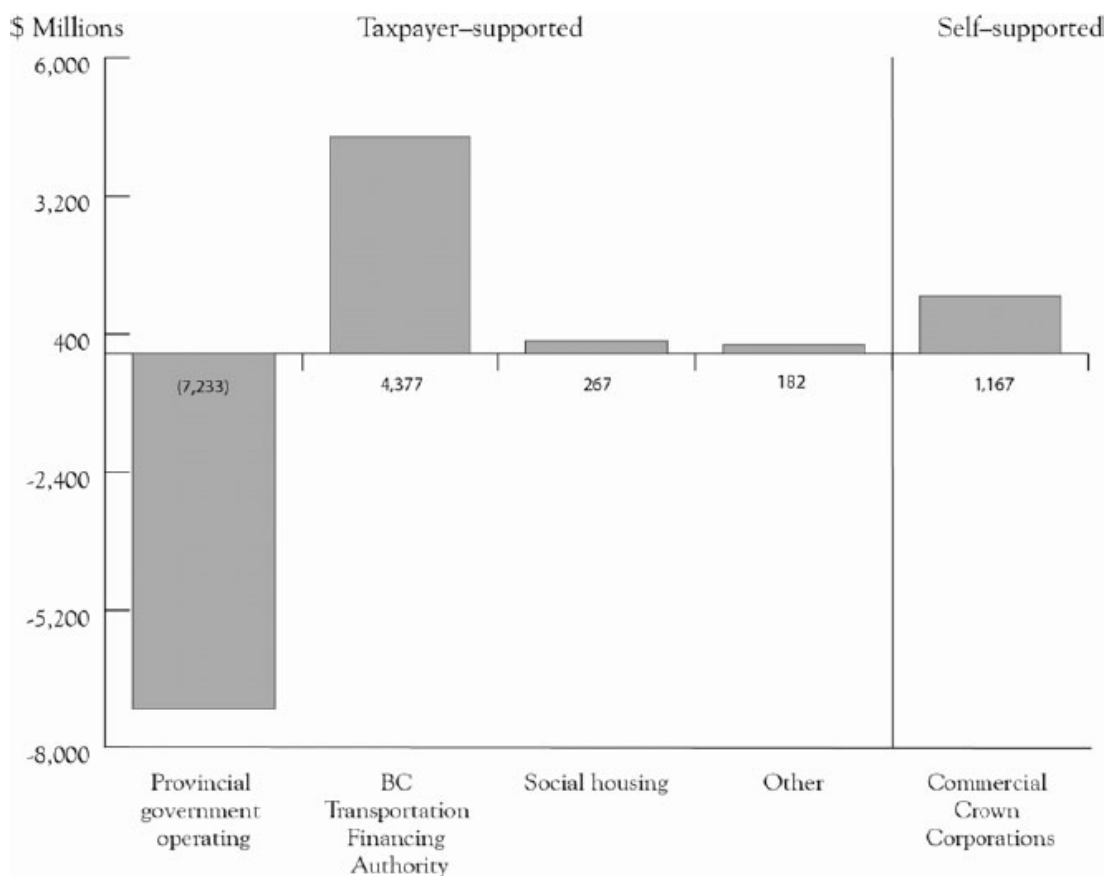 $ Millions
Taxpayer–supported
Self–supported
6,000
3,200
400
-2,400
-5,200
-8,000
(7,233)
4,377
267
182
1,167
Provincial
government
operating
BC
Transportation
Financing
Authority
Social housing
Other
Commercial
Crown
Corporations